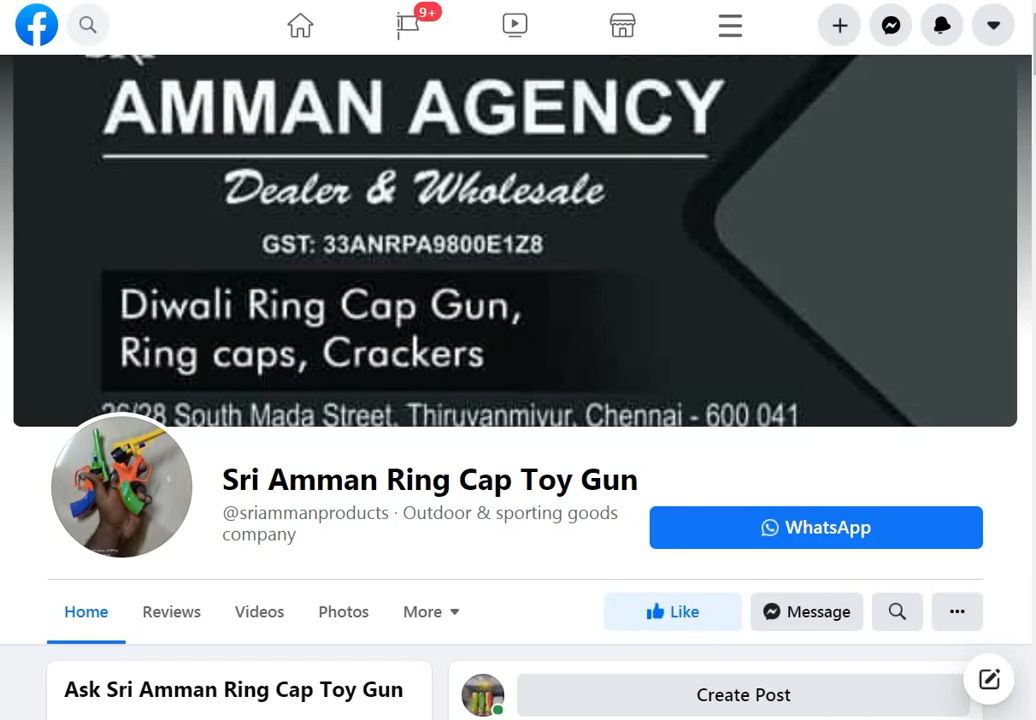 9+
AMMAN AGENCY
Dealer & Wholesale
GST: 33ANRPA9800E1Z8
Diwali Ring Cap Gun,
Ring caps, Crackers
26/28 South Mada Street, Thiruvanmiyur, Chennai - 600 041
Sri Amman Ring Cap Toy Gun
@sriammanproducts · Outdoor & sporting goods
company
WhatsApp
Home
Reviews
Videos
Photos
More
Like
Message
Ask Sri Amman Ring Cap Toy Gun
Create Post